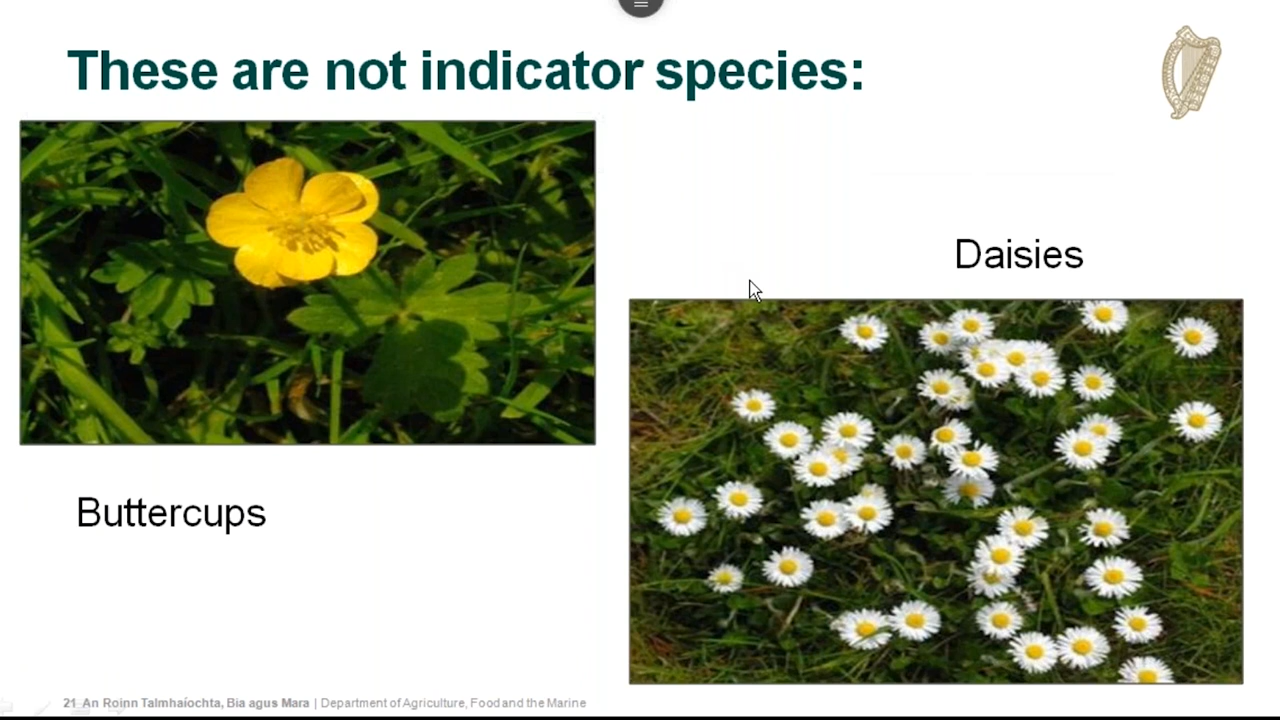 These are not indicator species:
Daisies
Buttercups
21 An Roinn Talmhaíochta, Bia agus Mara | Department of Agriculture, Food and the Marine